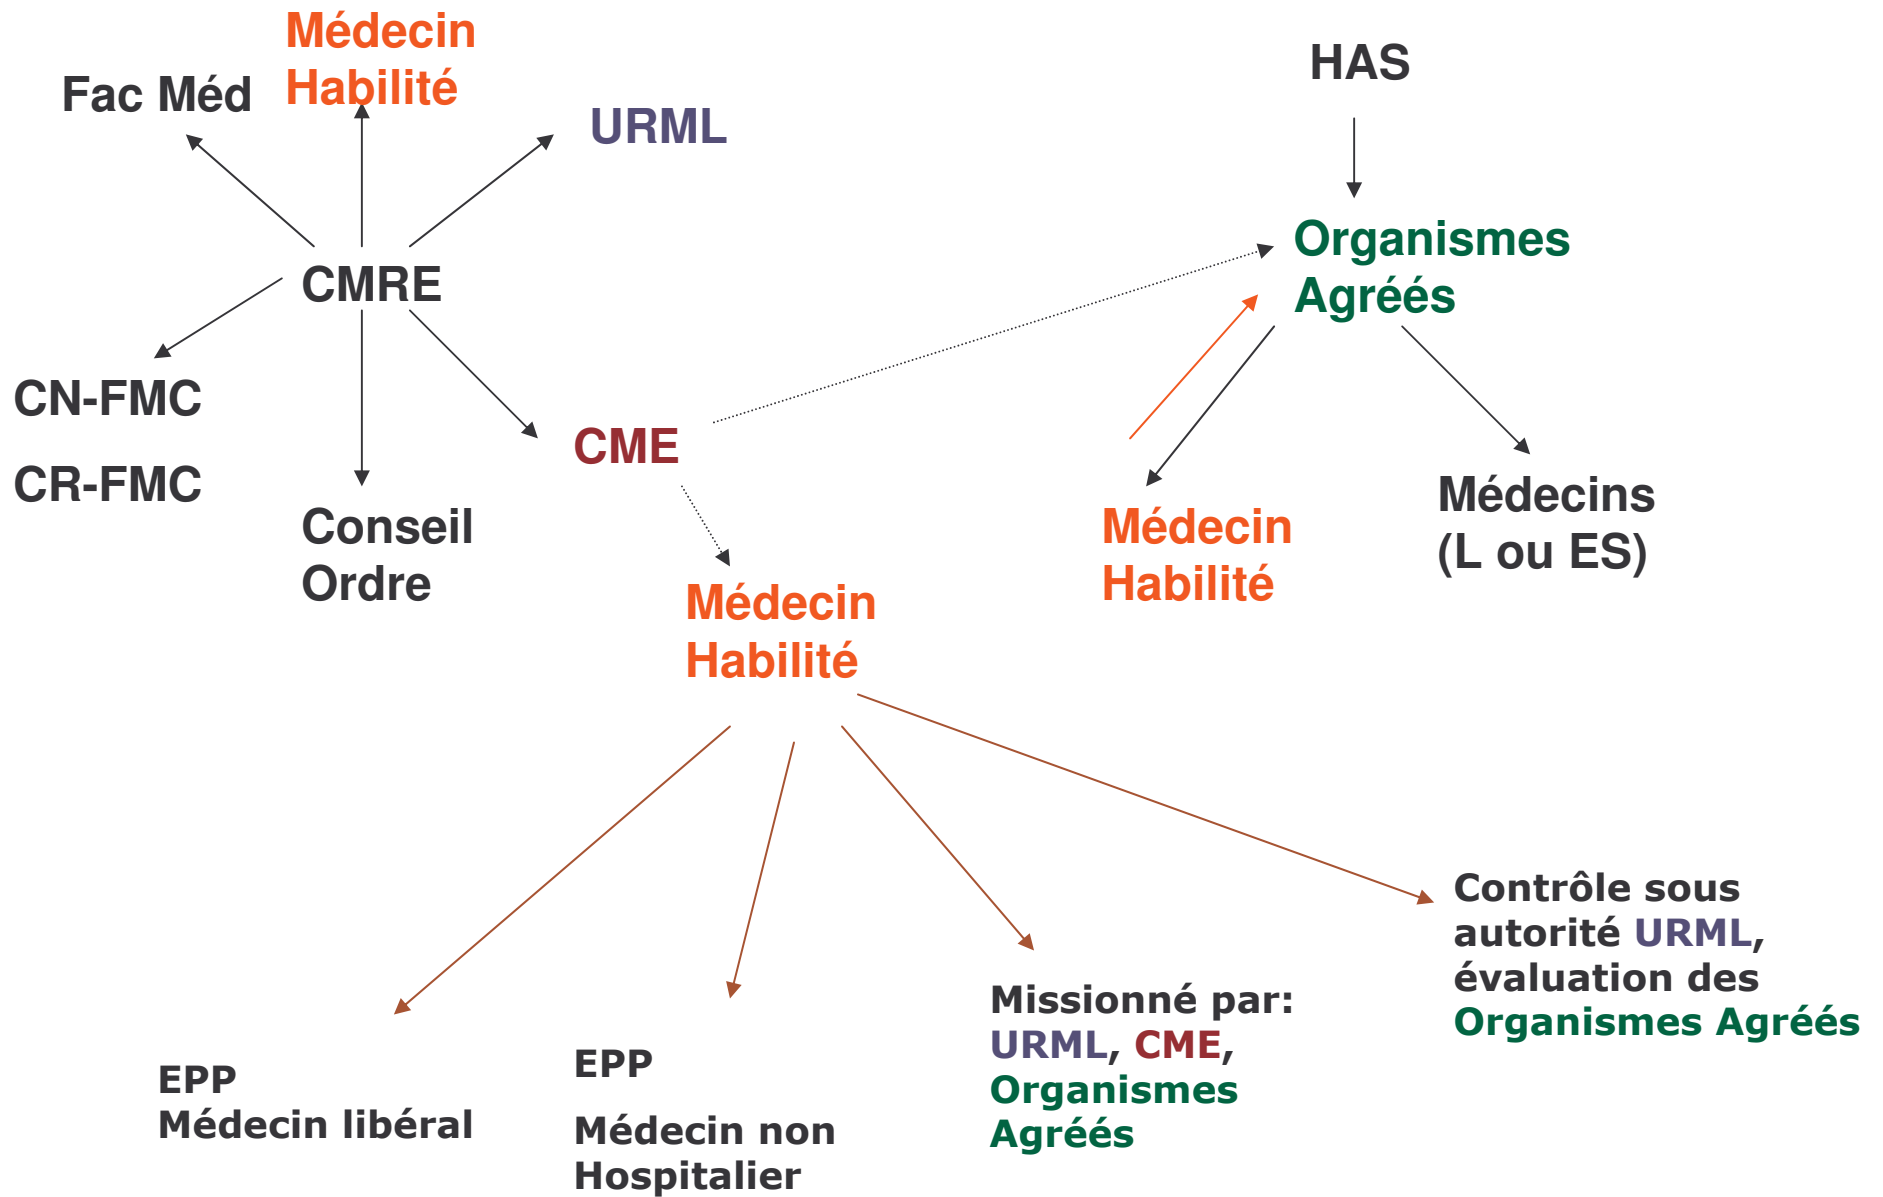 Médecin
Habilité
Fac Méd
URML
HAS
CMRE
Organismes
Agréés
CN-FMC
CR-FMC
CME
Conseil
Ordre
Médecin
Habilité
Médecins
(L ou ES)
Médecin
Habilité
EPP
Médecin libéral
EPP
Médecin non
Hospitalier
Missionné par:
URML, CME,
Organismes
Agréés
Contrôle sous
autorité URML,
évaluation des
Organismes Agréés